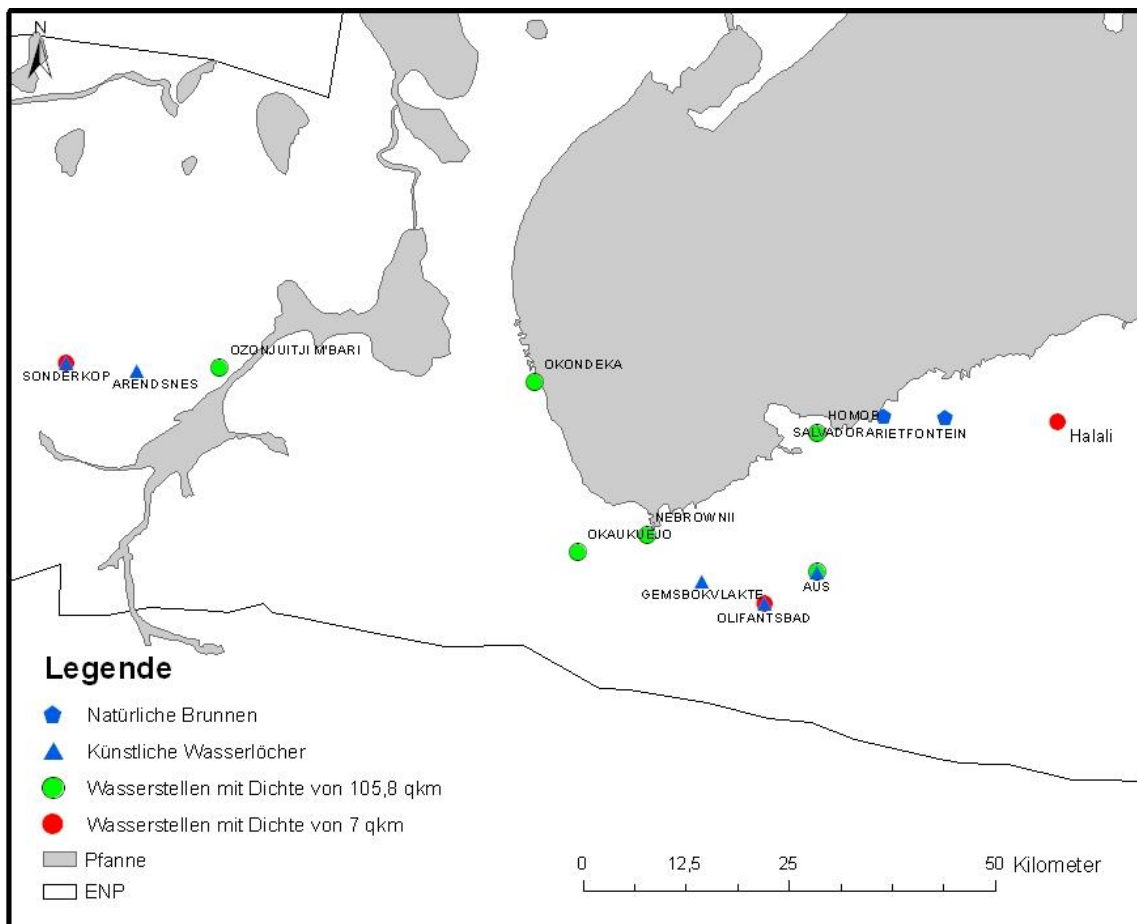 N
OZONJUITJI M'BARI
OKONDEKA
SONDERKOP
ARENDSNES
HOMOB
SALVADORA
RIETFONTEIN
Halali
NEBROWNII
OKAUKUEJO
GEMSBOKVLAKTE
AUS
OLIFANTSBAD
Legende
Natürliche Brunnen
Künstliche Wasserlöcher
Wasserstellen mit Dichte von 105,8 qkm
Wasserstellen mit Dichte von 7 qkm
Pfanne
ENP
0 12,5 25 50 Kilometer